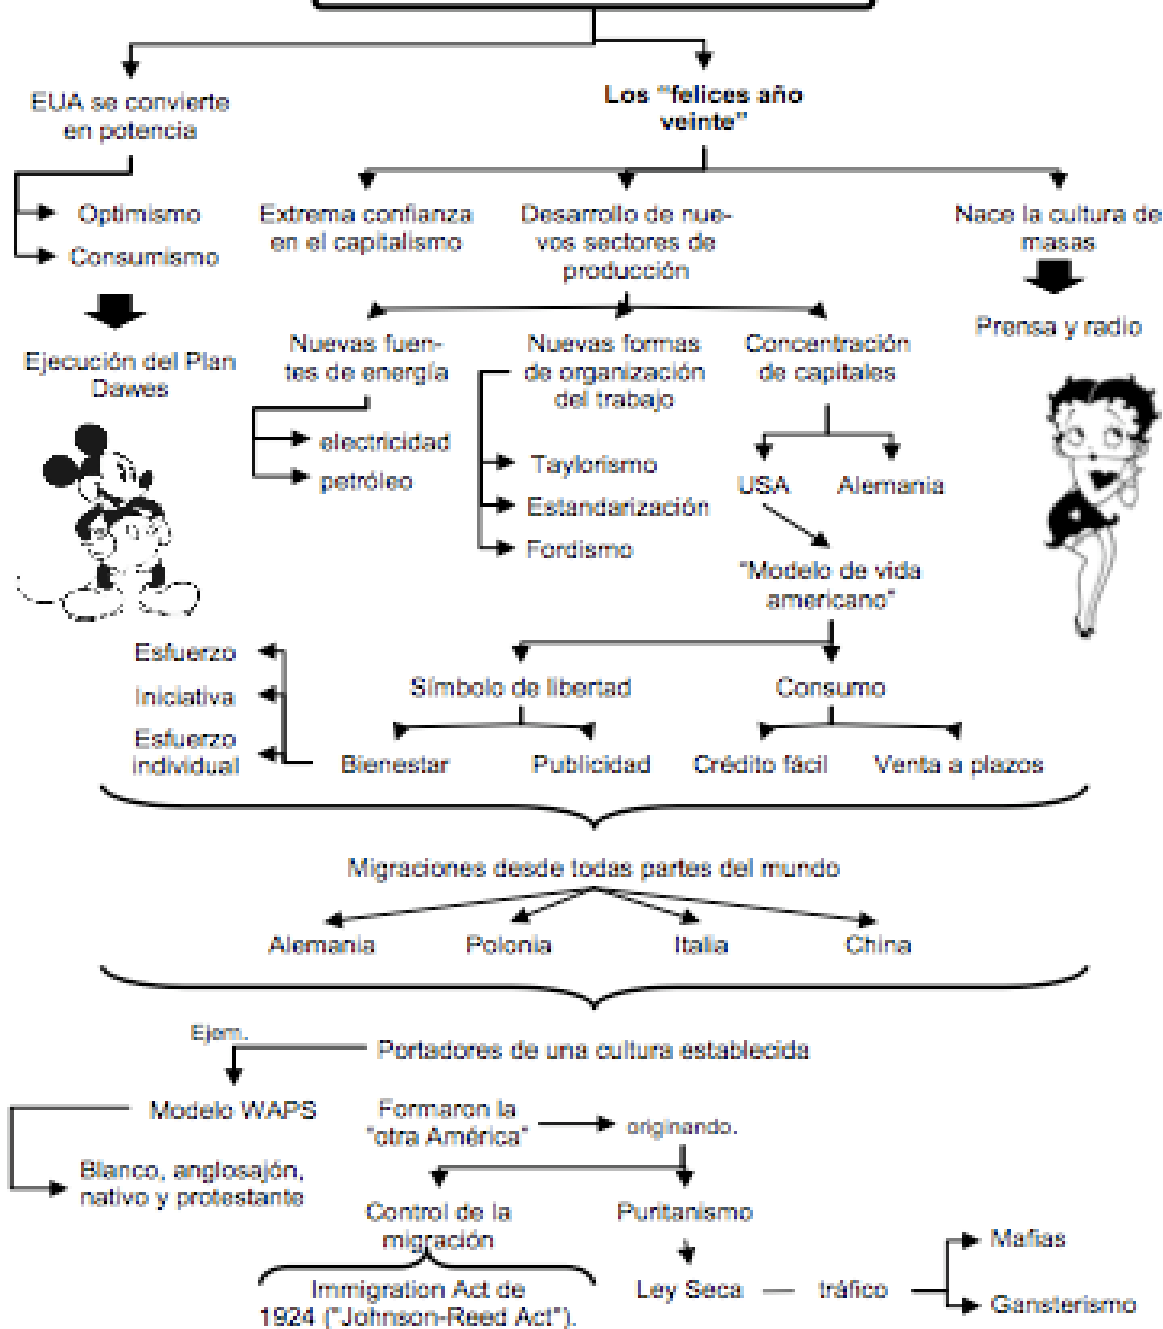 EUA se convierte
en potencia
Los "felices año
veinte"
Optimismo
Consumismo
Extrema confianza
en el capitalismo
Desarrollo de nue-
vos sectores de
producción
Nace la cultura de
masas
Ejecución del Plan
Dawes
Nuevas fuen-
tes de energía
Nuevas formas
de organización
del trabajo
Concentración
de capitales
Prensa y radio
electricidad
petróleo
Taylorismo
Estandarización
Fordismo
USA
Alemania
"Modelo de vida
americano"
Esfuerzo
Iniciativa
Esfuerzo
individual
Símbolo de libertad
Consumo
Bienestar
Publicidad
Crédito fácil
Venta a plazos
Migraciones desde todas partes del mundo
Alemania
Polonia
Italia
China
Ejem.
Portadores de una cultura establecida
Modelo WAPS
Formaron la
"otra América"
originando.
Blanco, anglosajón,
nativo y protestante
Control de la
migración
Puritanismo
Immigration Act de
1924 ("Johnson-Reed Act").
Ley Seca
tráfico
Mafias
Gansterismo